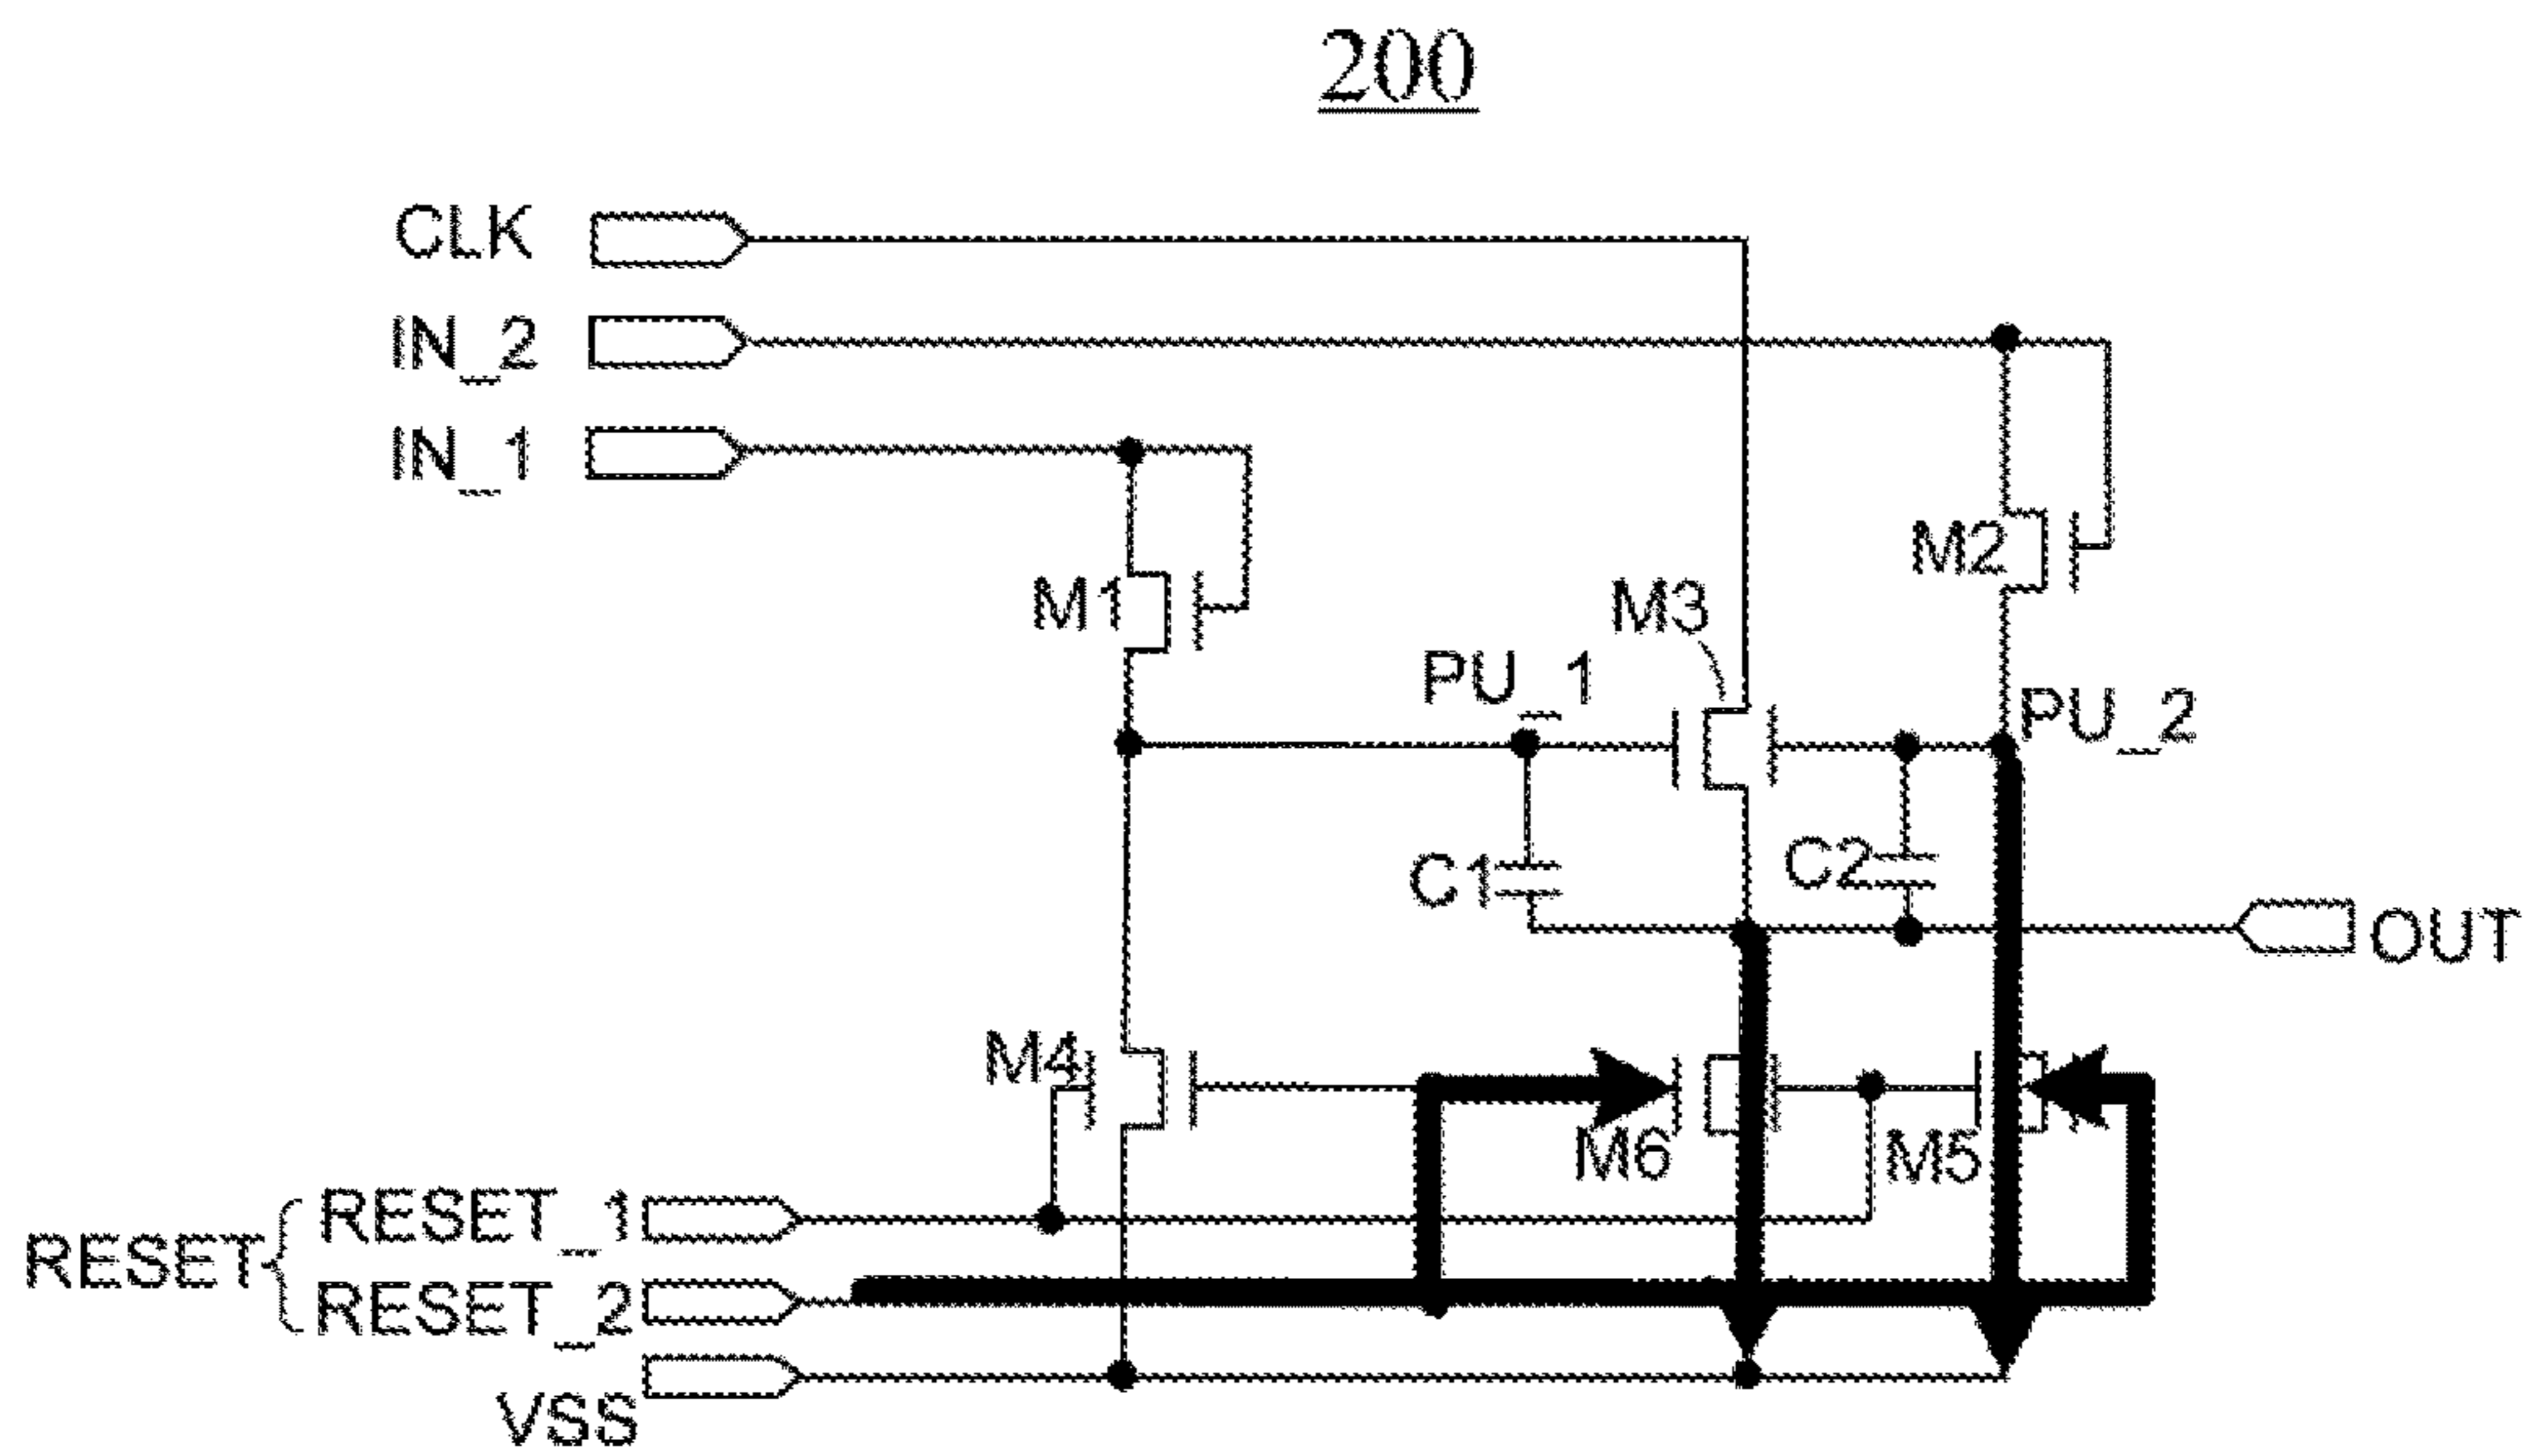 200
CLK
IN_2
IN_1
M1
M2
M3
PU_1
PU_2
C1
C2
OUT
M4
M6
M5
RESET
RESET_1
RESET_2
VSS